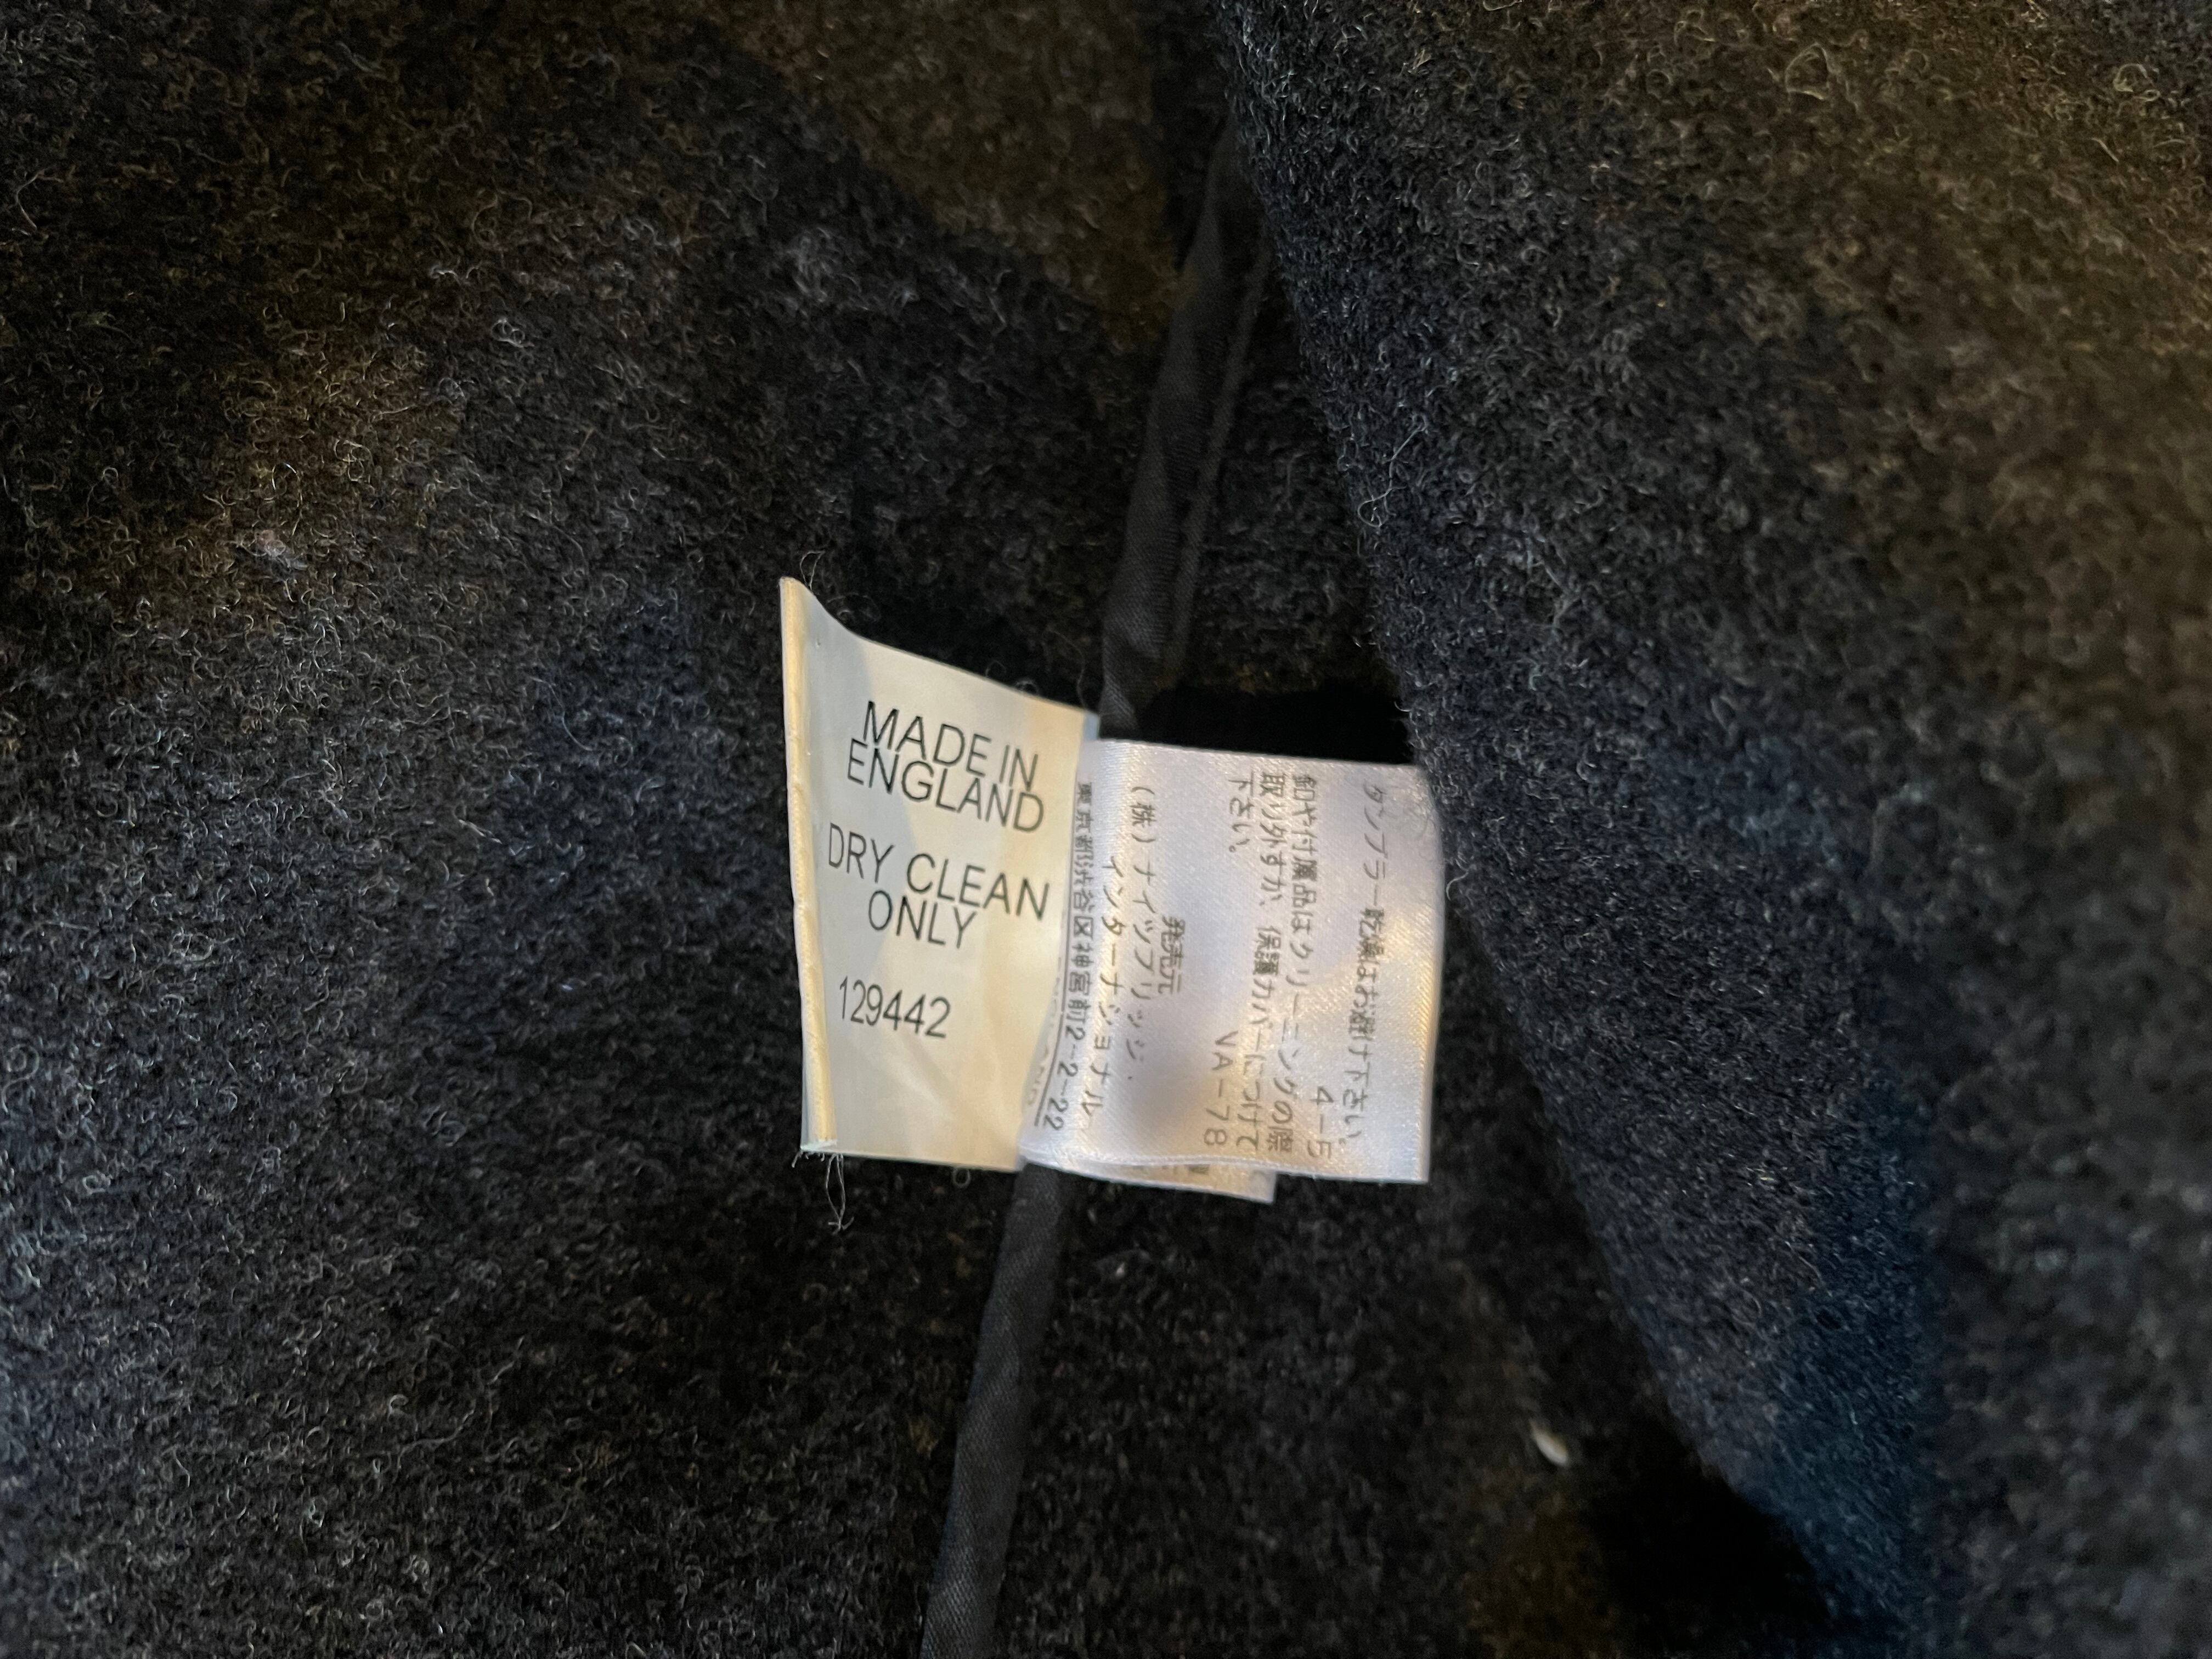 MADE IN
ENGLAND
DRY CLEAN
ONLY
129442
タンブラー乾燥はお避け下さい。
4-5
釦や付属品はクリーニングの際
取り外すか、保護カバーにつけて
下さい。
VA-78
発売元
(株)ナイツブリッジ・
インターナショナル
東京都渋谷区神宮前2-2-22